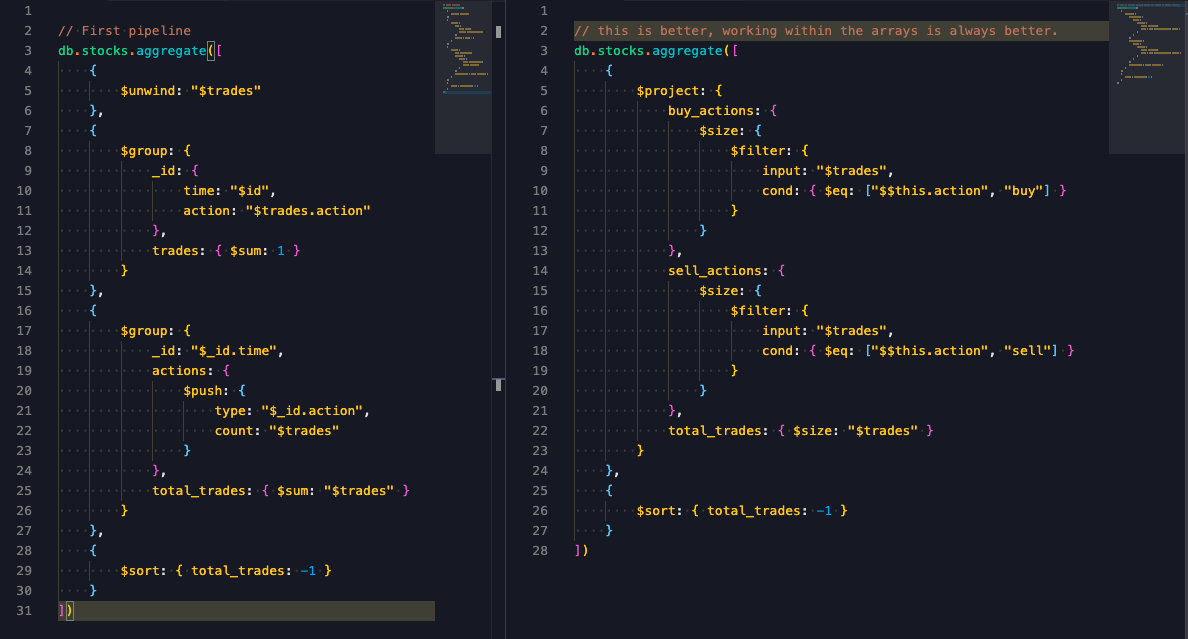 1
2 // First pipeline
3 db.stocks.aggregate([
4 {
5 $unwind: "$trades"
6 },
7 {
8 $group: {
9 _id: {
10 time: "$id",
11 action: "$trades.action"
12 },
13 trades: { $sum: 1 }
14 }
15 },
16 {
17 $group: {
18 _id: "$_id.time",
19 actions: {
20 $push: {
21 type: "$_id.action",
22 count: "$trades"
23 }
24 },
25 total_trades: { $sum: "$trades" }
26 }
27 },
28 {
29 $sort: { total_trades: -1 }
30 }
31 ])
1
2 // this is better, working within the arrays is always better.
3 db.stocks.aggregate([
4 {
5 $project: {
6 buy_actions: {
7 $size: {
8 $filter: {
9 input: "$trades",
10 cond: { $eq: ["$$this.action", "buy"] }
11 }
12 }
13 },
14 sell_actions: {
15 $size: {
16 $filter: {
17 input: "$trades",
18 cond: { $eq: ["$$this.action", "sell"] }
19 }
20 }
21 },
22 total_trades: { $size: "$trades" }
23 }
24 },
25 {
26 $sort: { total_trades: -1 }
27 }
28 ])